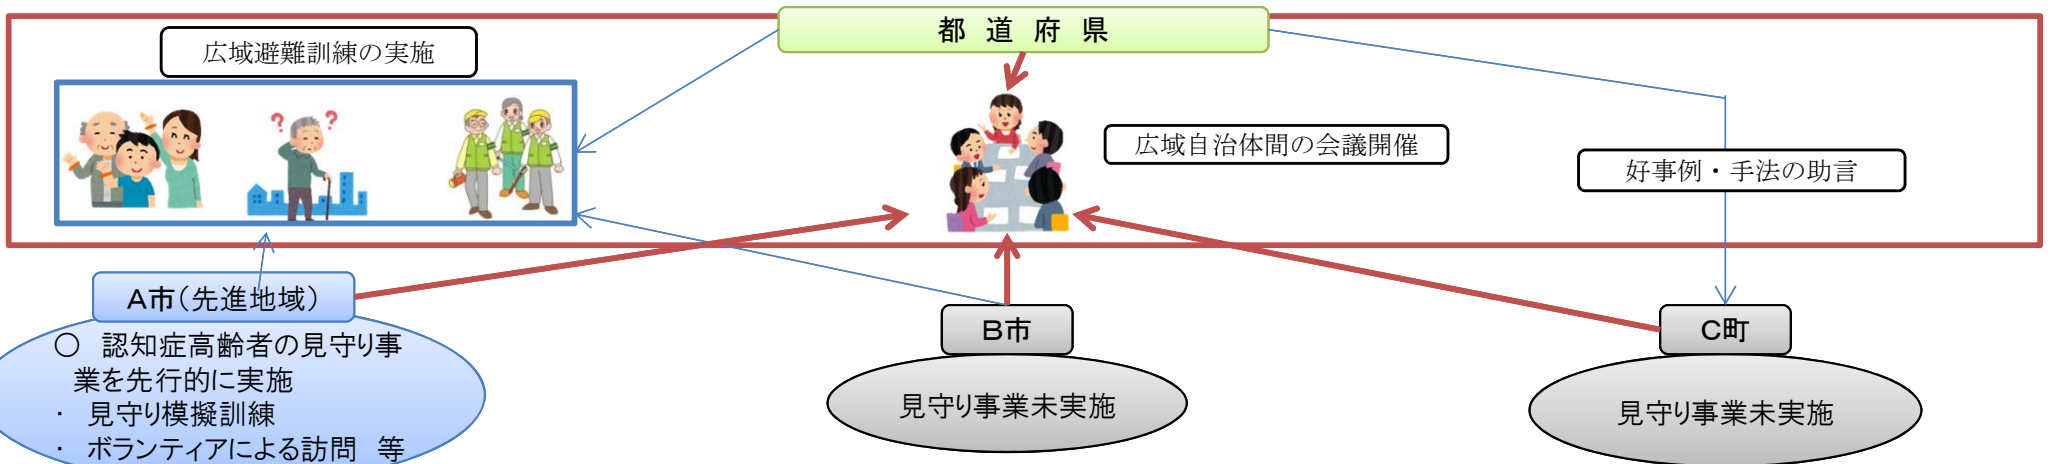 都 道 府 県
広域避難訓練の実施
? ?
広域自治体間の会議開催
好事例・手法の助言
A市（先進地域）
○ 認知症高齢者の見守り事
業を先行的に実施
・ 見守り模擬訓練
・ ボランティアによる訪問 等
B市
見守り事業未実施
C町
見守り事業未実施